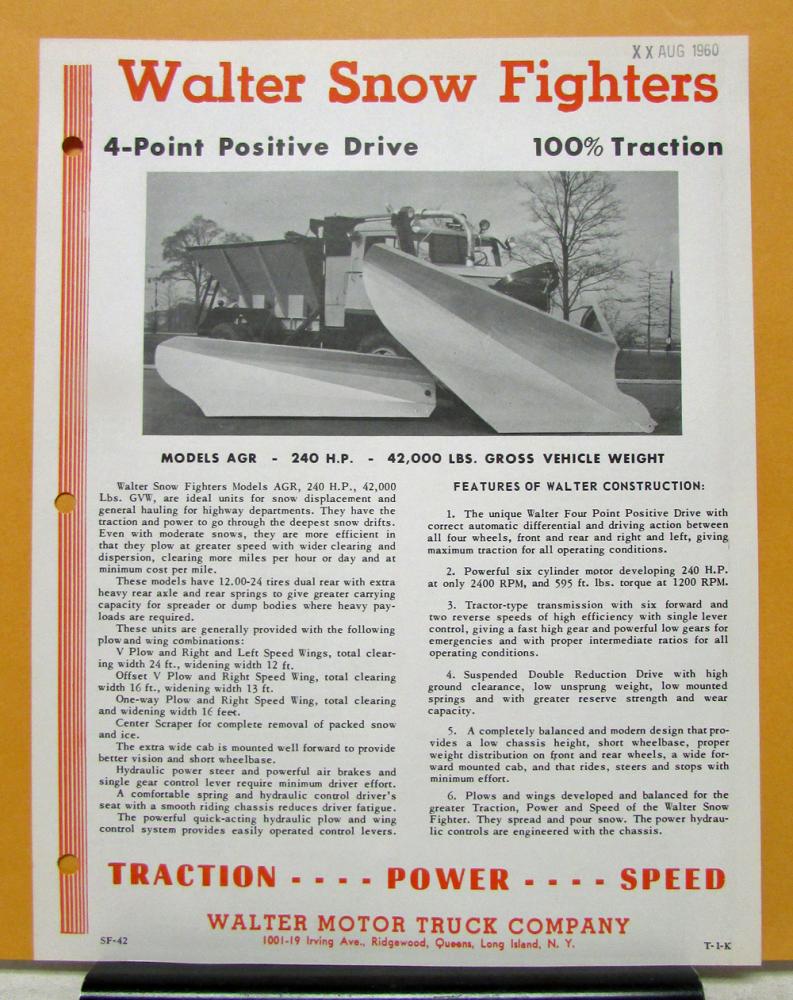 X X AUG 1960
Walter Snow Fighters
4-Point Positive Drive 100% Traction
MODELS AGR - 240 H.P. - 42,000 LBS. GROSS VEHICLE WEIGHT
Walter Snow Fighters Models AGR, 240 H.P., 42,000
Lbs. GVW, are ideal units for snow displacement and
general hauling for highway departments. They have the
traction and power to go through the deepest snow drifts.
Even with moderate snows, they are more efficient in
that they plow at greater speed with wider clearing and
dispersion, clearing more miles per hour or day and at
minimum cost per mile.
These models have 12.00-24 tires dual rear with extra
heavy rear axle and rear springs to give greater carrying
capacity for spreader or dump bodies where heavy pay-
loads are required.
These units are generally provided with the following
plow and wing combinations:
V Plow and Right and Left Speed Wings, total clear-
ing width 24 ft., widening width 12 ft.
Offset V Plow and Right Speed Wing, total clearing
width 16 ft., widening width 13 ft.
One-way Plow and Right Speed Wing, total clearing
and widening width 16 feet.
Center Scraper for complete removal of packed snow
and ice.
The extra wide cab is mounted well forward to provide
better vision and short wheelbase.
Hydraulic power steer and powerful air brakes and
single gear control lever require minimum driver effort.
A comfortable spring and hydraulic control driver's
seat with a smooth riding chassis reduces driver fatigue.
The powerful quick-acting hydraulic plow and wing
control system provides easily operated control levers.
FEATURES OF WALTER CONSTRUCTION:
1. The unique Walter Four Point Positive Drive with
correct automatic differential and driving action between
all four wheels, front and rear and right and left, giving
maximum traction for all operating conditions.
2. Powerful six cylinder motor developing 240 H.P.
at only 2400 RPM, and 595 ft. lbs. torque at 1200 RPM.
3. Tractor-type transmission with six forward and
two reverse speeds of high efficiency with single lever
control, giving a fast high gear and powerful low gears for
emergencies and with proper intermediate ratios for all
operating conditions.
4. Suspended Double Reduction Drive with high
ground clearance, low unsprung weight, low mounted
springs and with greater reserve strength and wear
capacity.
5. A completely balanced and modern design that pro-
vides a low chassis height, short wheelbase, proper
weight distribution on front and rear wheels, a wide for-
ward mounted cab, and that rides, steers and stops with
minimum effort.
6. Plows and wings developed and balanced for the
greater Traction, Power and Speed of the Walter Snow
Fighter. They spread and pour snow. The power hydrau-
lic controls are engineered with the chassis.
TRACTION - - - - POWER - - - - SPEED
WALTER MOTOR TRUCK COMPANY
1001-19 Irving Ave., Ridgewood, Queens, Long Island, N. Y.
SF-42
T-1-K